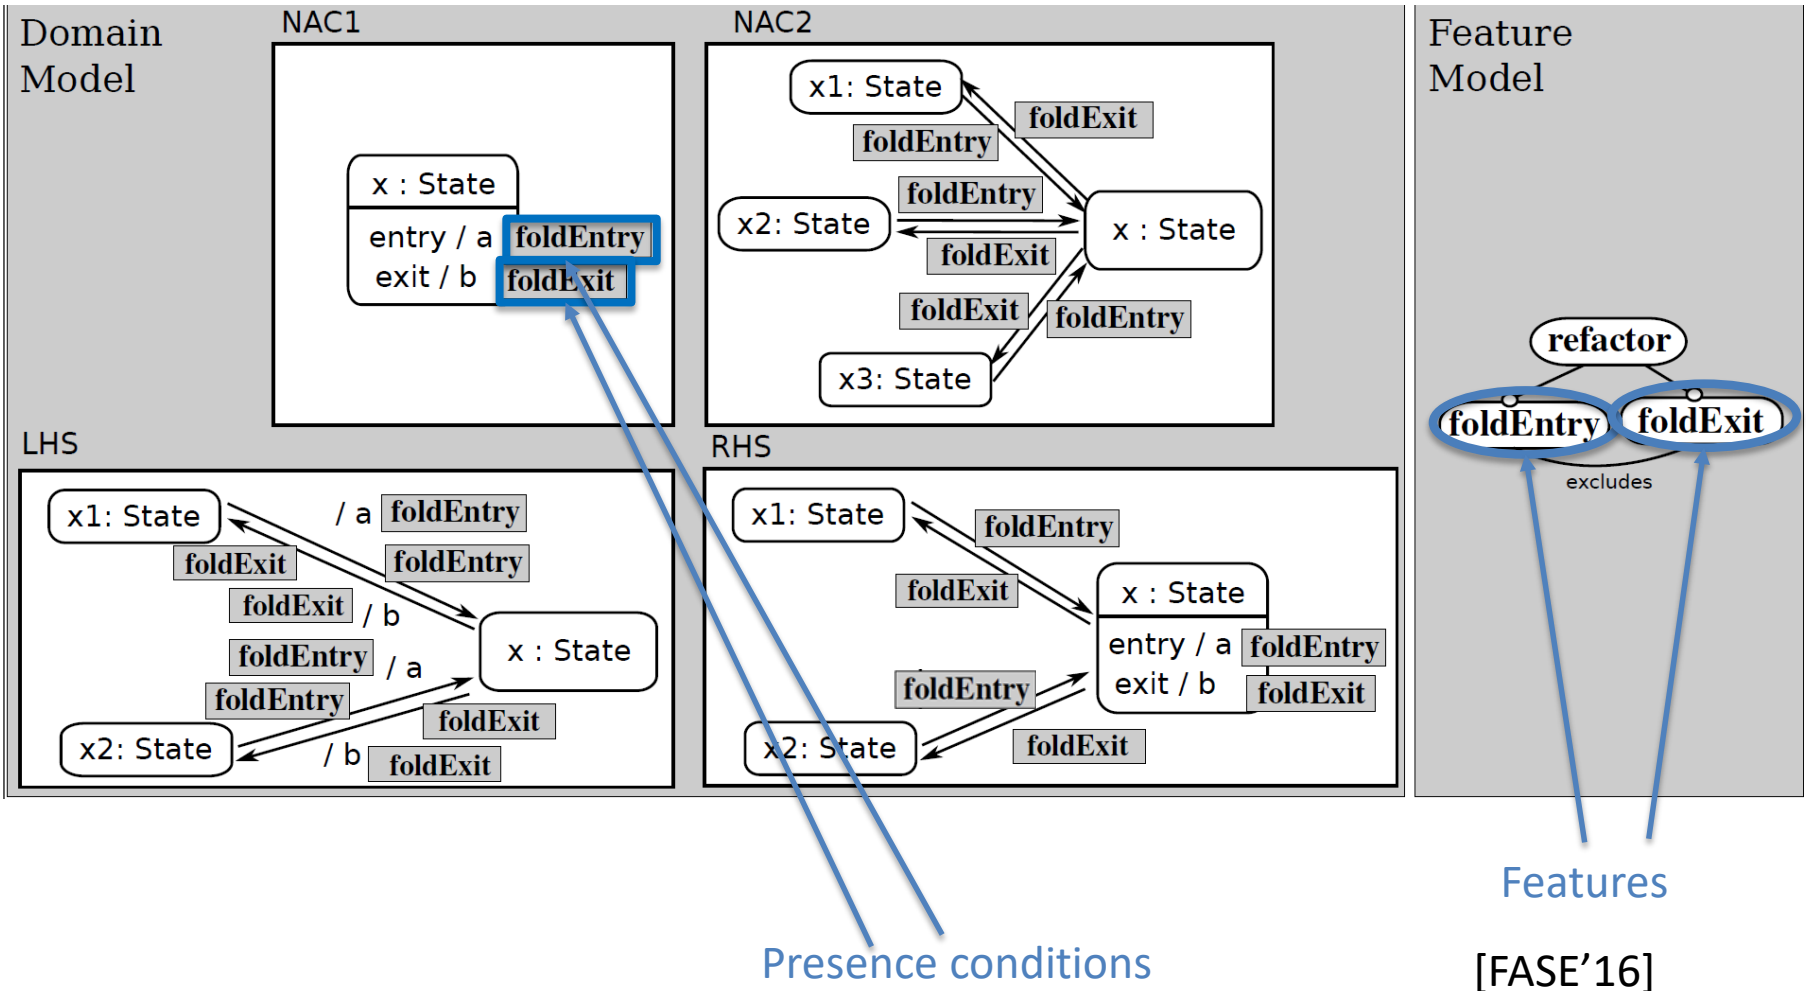 Domain
Model
NAC1
x : State
entry / a foldEntry
exit / b foldExit
NAC2
x1: State
foldExit
foldEntry
foldEntry
x2: State
x : State
foldExit
foldExit
foldEntry
x3: State
LHS
x1: State
/ a foldEntry
foldExit
foldEntry
foldExit / b
foldEntry / a
x : State
foldEntry
foldExit
x2: State
/ b foldExit
RHS
x1: State
foldEntry
foldExit
x : State
entry / a foldEntry
exit / b foldExit
foldEntry
x2: State
foldExit
Feature
Model
refactor
foldEntry
foldExit
excludes
Features
Presence conditions
[FASE’16]